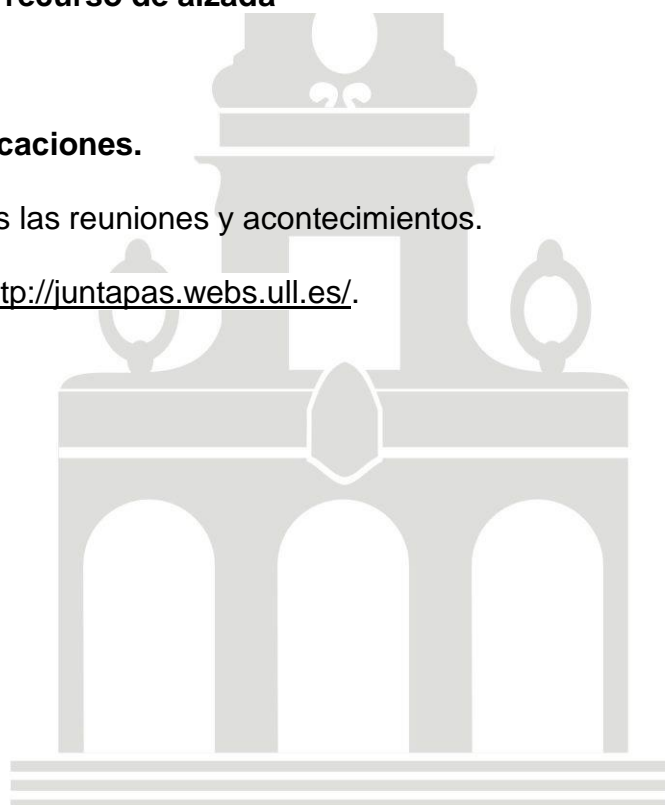 recurso de alzada
caciones.
s las reuniones y acontecimientos.
tp://juntapas.webs.ull.es/.